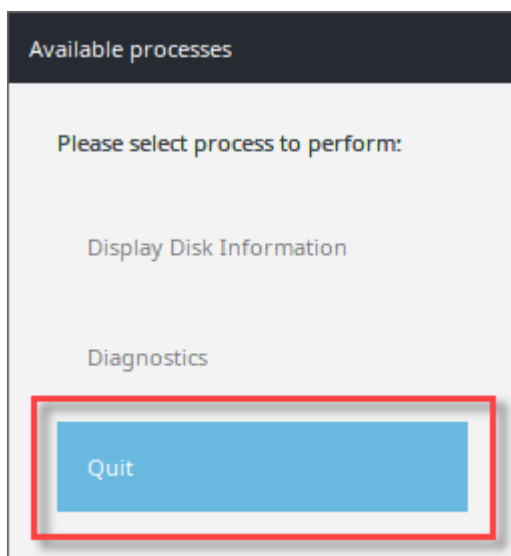 Available processes
Please select process to perform:
Display Disk Information
Diagnostics
Quit